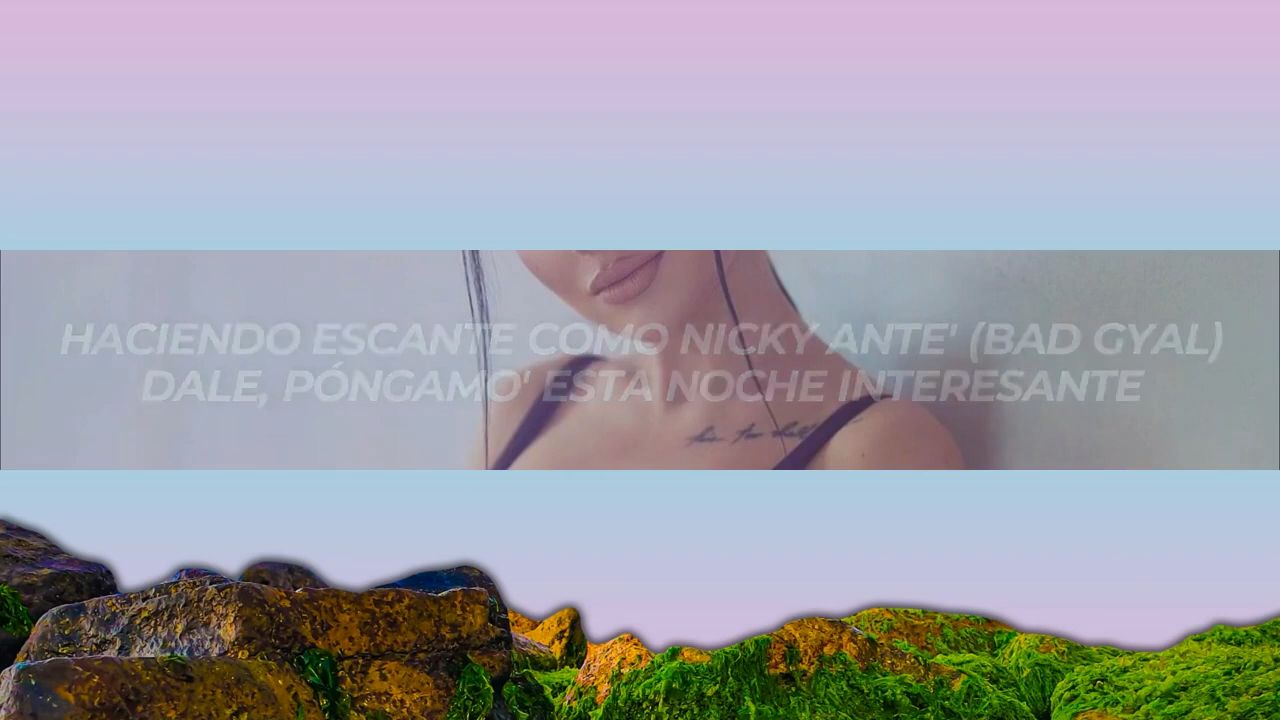 HACIENDO ESCANTE COMO NICKY ANTE' (BAD GYAL)
DALE, PÓNGAMO' ESTA NOCHE INTERESANTE